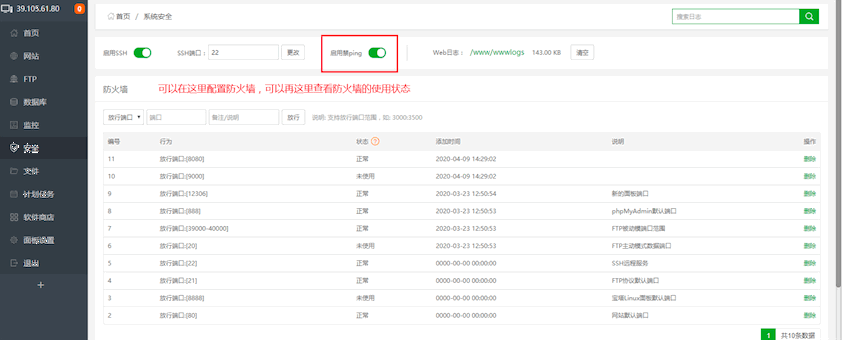 39.105.61.80
0
首页 / 系统安全
搜索日志
首页
网站
FTP
数据库
监控
安全
文件
计划任务
软件商店
面板设置
退出
+
启用SSH
SSH端口：
22
更改
启用禁ping
Web日志：
/www/wwwlogs
143.00 KB
清空
防火墙
可以在这里配置防火墙，可以再这里查看防火墙的使用状态
放行端口
端口
备注/说明
放行
说明: 支持放行端口范围，如: 3000:3500
编号 行为 状态 ? 添加时间 说明 操作
11 放行端口:[8080] 正常 2020-04-09 14:29:02 删除
10 放行端口:[9000] 未使用 2020-04-09 14:29:02 删除
9 放行端口:[12306] 正常 2020-03-23 12:50:54 新的面板端口 删除
8 放行端口:[888] 正常 2020-03-23 12:50:53 phpMyAdmin默认端口 删除
7 放行端口:[39000-40000] 正常 2020-03-23 12:50:53 FTP被动模端口范围 删除
6 放行端口:[20] 未使用 2020-03-23 12:50:53 FTP主动模式数据端口 删除
5 放行端口:[22] 正常 0000-00-00 00:00:00 SSH远程服务 删除
4 放行端口:[21] 正常 0000-00-00 00:00:00 FTP协议默认端口 删除
3 放行端口:[8888] 未使用 0000-00-00 00:00:00 宝塔Linux面板默认端口 删除
2 放行端口:[80] 正常 0000-00-00 00:00:00 网站默认端口 删除
1 共10条数据